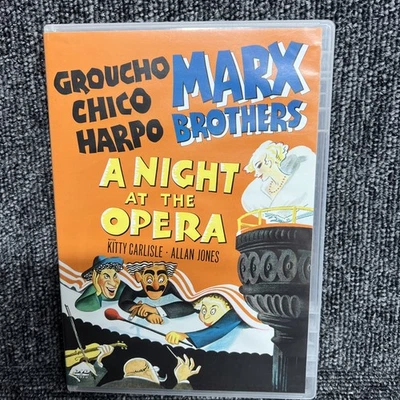 GROUCHO
CHICO
HARPO
MARX
BROTHERS
A NIGHT
AT THE
OPERA
KITTY CARLISLE · ALLAN JONES